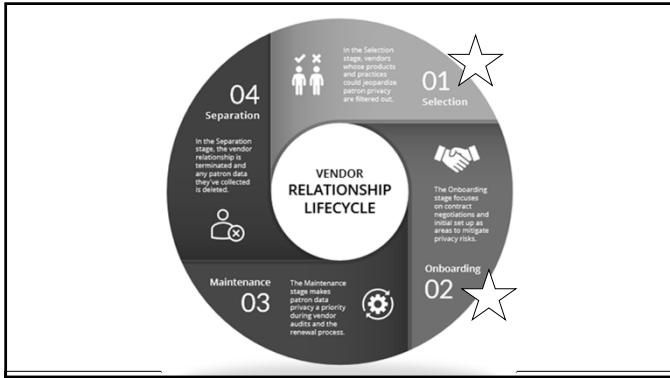 In the Selection
stage, vendors
whose products
and practices
could jeopardize
patron privacy
are filtered out.
01
Selection
The Onboarding
stage focuses
on contract
negotiations and
initial set up as
areas to mitigate
privacy risks.
Onboarding
02
Maintenance
03
The Maintenance
stage makes
patron data
privacy a priority
during vendor
audits and the
renewal process.
04
Separation
In the Separation
stage, the vendor
relationship is
terminated and
any patron data
they've collected
is deleted.
VENDOR
RELATIONSHIP
LIFECYCLE